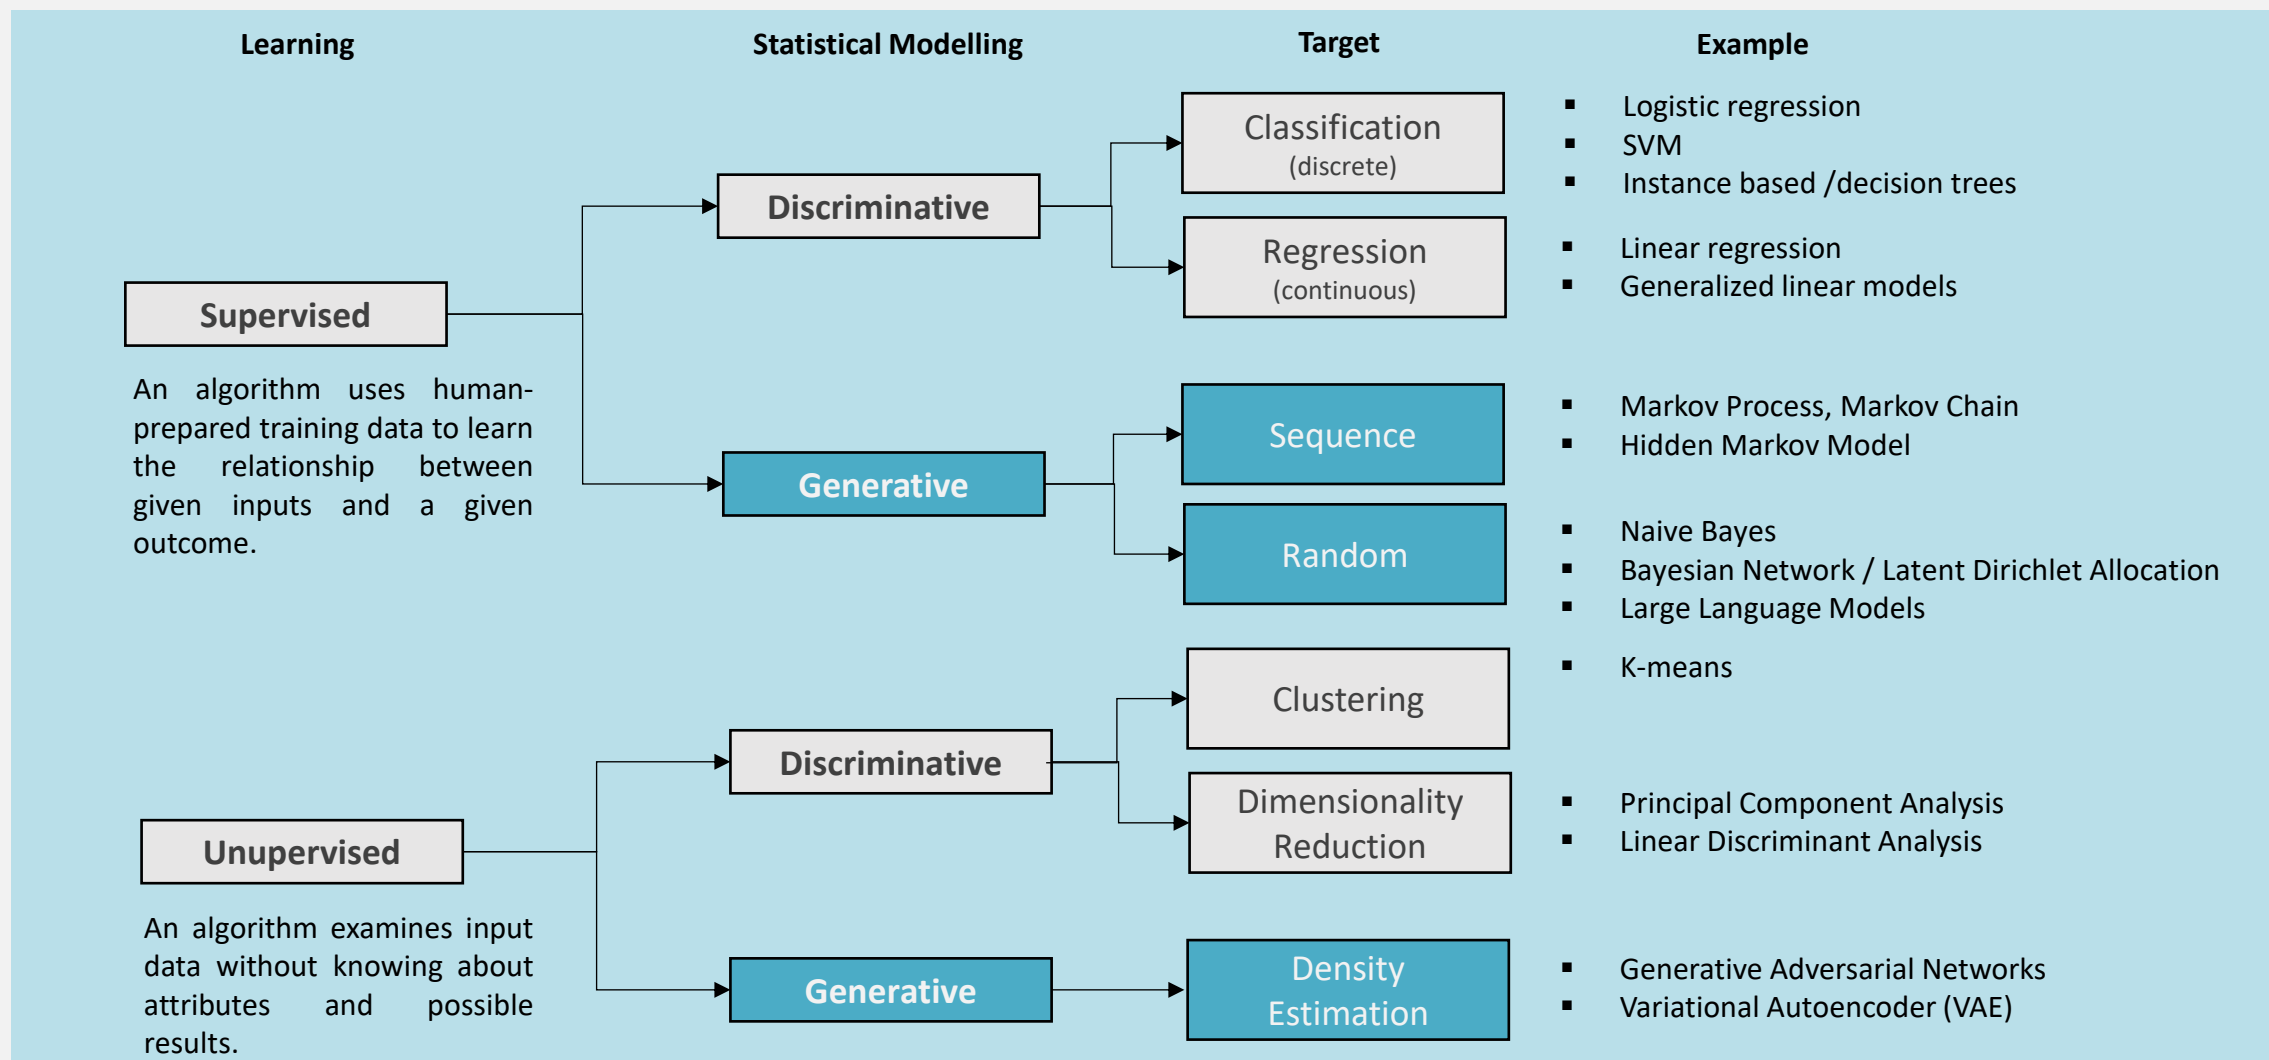 Learning
Statistical Modelling
Target
Example
Classification
(discrete)
▪ Logistic regression
▪ SVM
▪ Instance based /decision trees
Discriminative
Regression
(continuous)
▪ Linear regression
▪ Generalized linear models
Supervised
An algorithm uses human-
prepared training data to learn
the relationship between
given inputs and a given
outcome.
Sequence
▪ Markov Process, Markov Chain
▪ Hidden Markov Model
Generative
Random
▪ Naive Bayes
▪ Bayesian Network / Latent Dirichlet Allocation
▪ Large Language Models
Clustering
▪ K-means
Discriminative
Dimensionality
Reduction
▪ Principal Component Analysis
▪ Linear Discriminant Analysis
Unupervised
An algorithm examines input
data without knowing about
attributes and possible
results.
Generative
Density
Estimation
▪ Generative Adversarial Networks
▪ Variational Autoencoder (VAE)